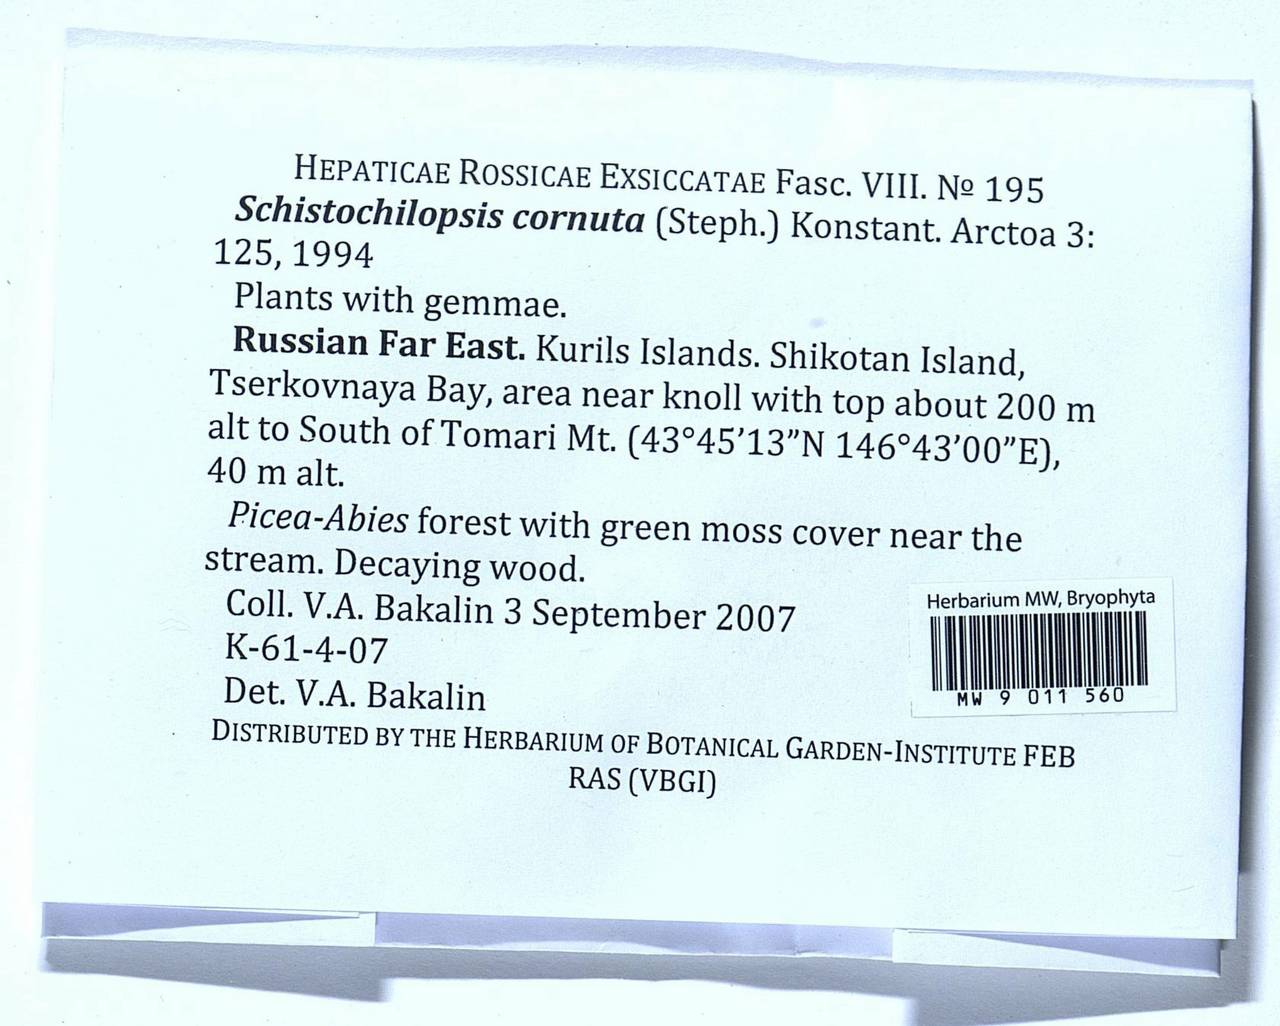 HEPATICAE ROSSICAE EXSICCATAE Fasc. VIII. № 195
Schistochilopsis cornuta (Steph.) Konstant. Arctoa 3:
125, 1994
Plants with gemmae.
Russian Far East. Kurils Islands. Shikotan Island,
Tserkovnaya Bay, area near knoll with top about 200 m
alt to South of Tomari Mt. (43°45’13”N 146°43’00”E),
40 m alt.
Picea-Abies forest with green moss cover near the
stream. Decaying wood.
Coll. V.A. Bakalin 3 September 2007
K-61-4-07
Det. V.A. Bakalin
DISTRIBUTED BY THE HERBARIUM OF BOTANICAL GARDEN-INSTITUTE FEB
RAS (VBGI)
Herbarium MW, Bryophyta
MW 9 011 560